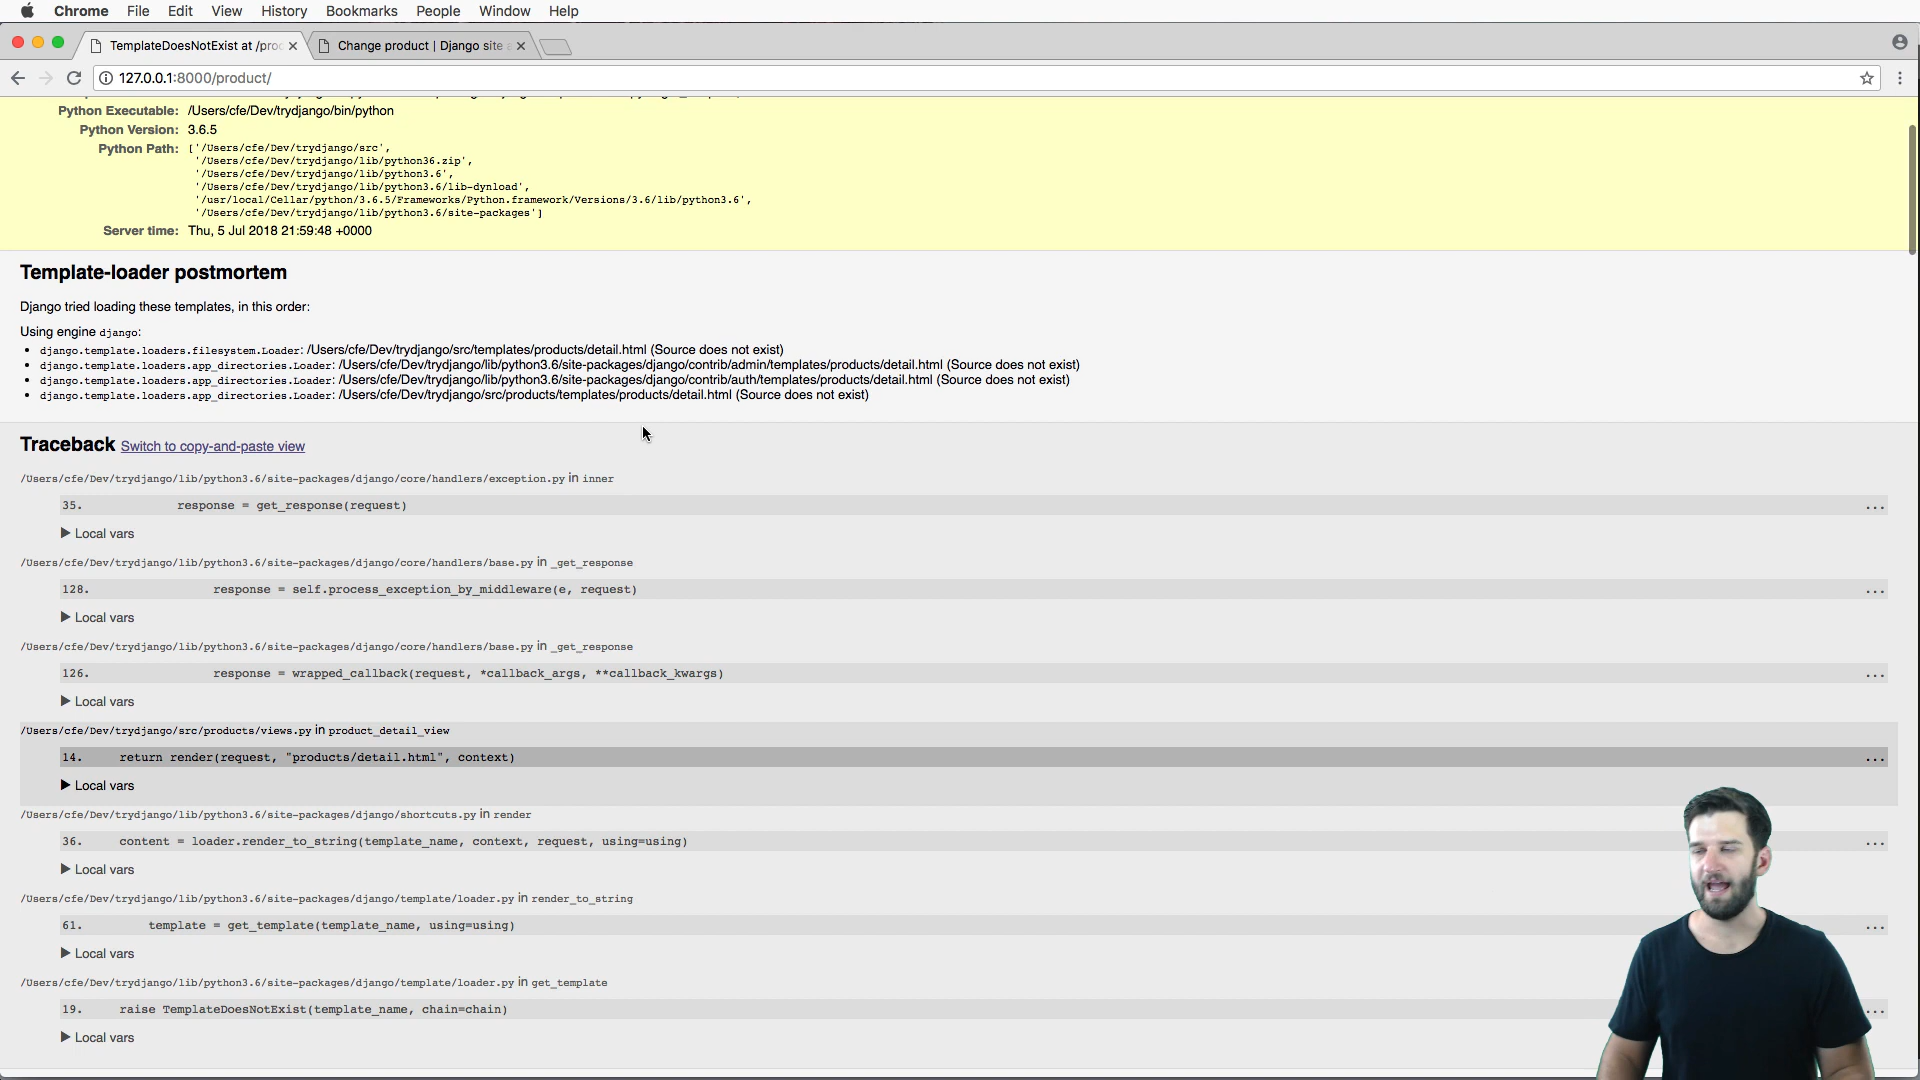 Chrome File Edit View History Bookmarks People Window Help
TemplateDoesNotExist at /proc
Change product | Django site a
127.0.0.1:8000/product/
Python Executable: /Users/cfe/Dev/trydjango/bin/python
Python Version: 3.6.5
Python Path: ['/Users/cfe/Dev/trydjango/src',
'/Users/cfe/Dev/trydjango/lib/python36.zip',
'/Users/cfe/Dev/trydjango/lib/python3.6',
'/Users/cfe/Dev/trydjango/lib/python3.6/lib-dynload',
'/usr/local/Cellar/python/3.6.5/Frameworks/Python.framework/Versions/3.6/lib/python3.6',
'/Users/cfe/Dev/trydjango/lib/python3.6/site-packages']
Server time: Thu, 5 Jul 2018 21:59:48 +0000
Template-loader postmortem
Django tried loading these templates, in this order:
Using engine django:
• django.template.loaders.filesystem.Loader: /Users/cfe/Dev/trydjango/src/templates/products/detail.html (Source does not exist)
• django.template.loaders.app_directories.Loader: /Users/cfe/Dev/trydjango/lib/python3.6/site-packages/django/contrib/admin/templates/products/detail.html (Source does not exist)
• django.template.loaders.app_directories.Loader: /Users/cfe/Dev/trydjango/lib/python3.6/site-packages/django/contrib/auth/templates/products/detail.html (Source does not exist)
• django.template.loaders.app_directories.Loader: /Users/cfe/Dev/trydjango/src/products/templates/products/detail.html (Source does not exist)
Traceback Switch to copy-and-paste view
/Users/cfe/Dev/trydjango/lib/python3.6/site-packages/django/core/handlers/exception.py in inner
35. response = get_response(request) ...
▶ Local vars
/Users/cfe/Dev/trydjango/lib/python3.6/site-packages/django/core/handlers/base.py in _get_response
128. response = self.process_exception_by_middleware(e, request) ...
▶ Local vars
/Users/cfe/Dev/trydjango/lib/python3.6/site-packages/django/core/handlers/base.py in _get_response
126. response = wrapped_callback(request, *callback_args, **callback_kwargs) ...
▶ Local vars
/Users/cfe/Dev/trydjango/src/products/views.py in product_detail_view
14. return render(request, "products/detail.html", context) ...
▶ Local vars
/Users/cfe/Dev/trydjango/lib/python3.6/site-packages/django/shortcuts.py in render
36. content = loader.render_to_string(template_name, context, request, using=using) ...
▶ Local vars
/Users/cfe/Dev/trydjango/lib/python3.6/site-packages/django/template/loader.py in render_to_string
61. template = get_template(template_name, using=using) ...
▶ Local vars
/Users/cfe/Dev/trydjango/lib/python3.6/site-packages/django/template/loader.py in get_template
19. raise TemplateDoesNotExist(template_name, chain=chain) ...
▶ Local vars